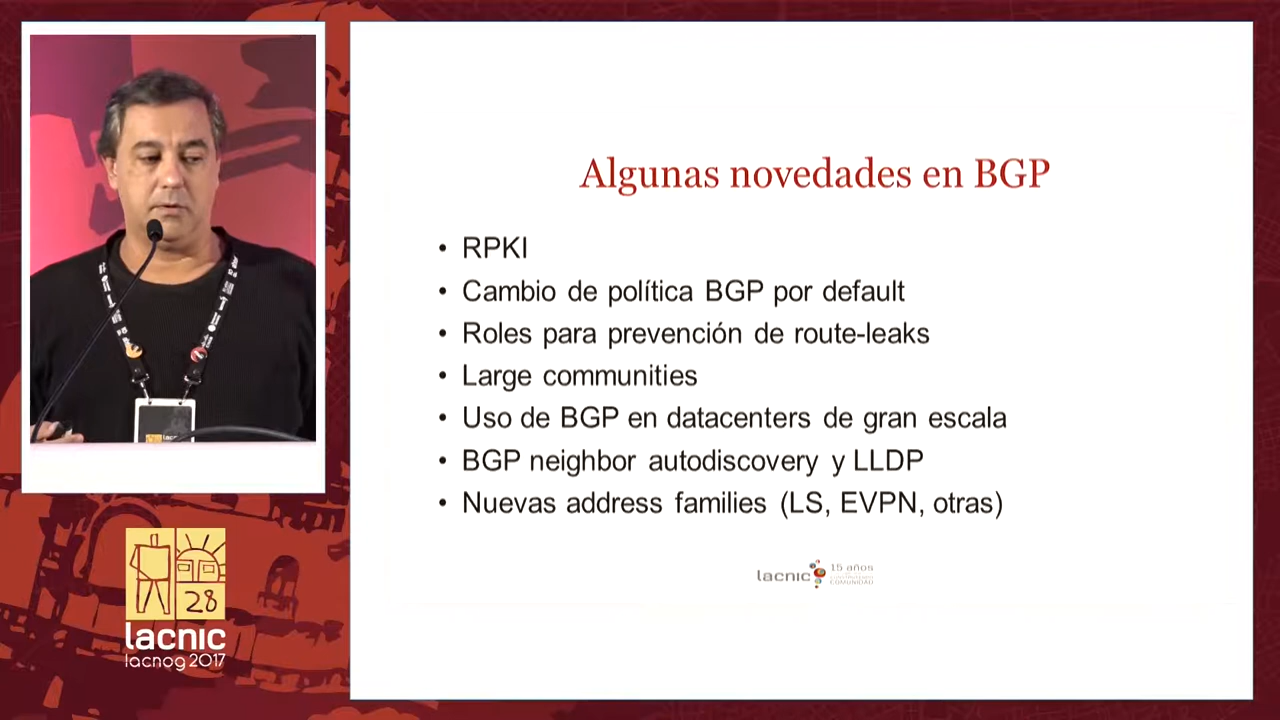 Algunas novedades en BGP
• RPKI
• Cambio de política BGP por default
• Roles para prevención de route-leaks
• Large communities
• Uso de BGP en datacenters de gran escala
• BGP neighbor autodiscovery y LLDP
• Nuevas address families (LS, EVPN, otras)
lacnic
15 años
COMUNIDAD
28
lacnic
lacnog 2017